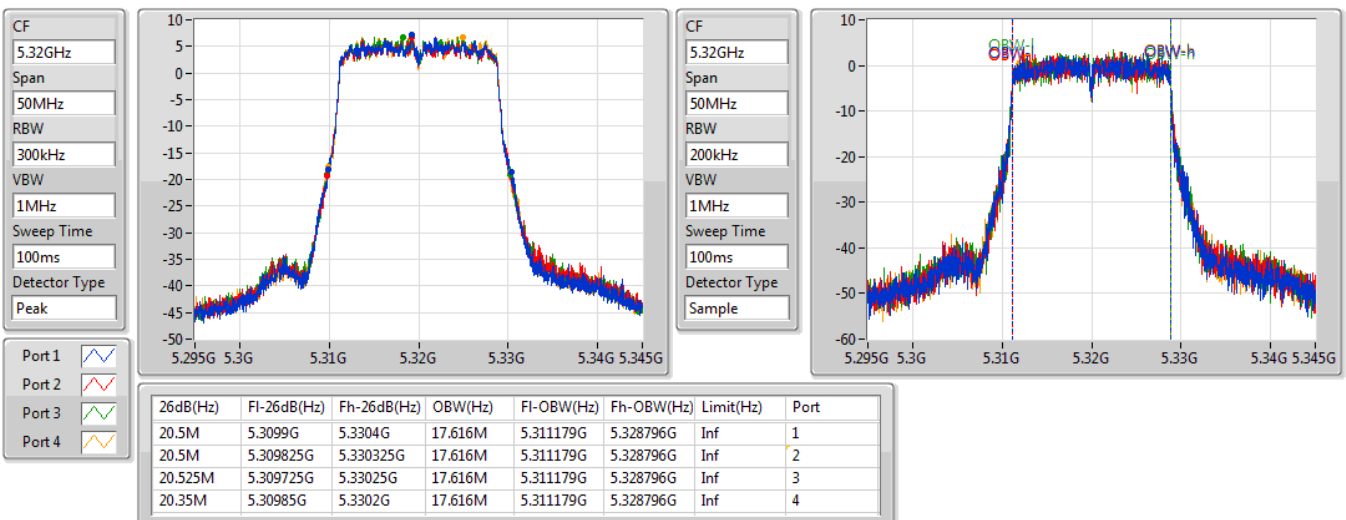 CF
5.32GHz
Span
50MHz
RBW
300kHz
VBW
1MHz
Sweep Time
100ms
Detector Type
Peak
10
5
0
-5
-10
-15
-20
-25
-30
-35
-40
-45
-50
5.295G 5.3G 5.31G 5.32G 5.33G 5.34G 5.345G
CF
5.32GHz
Span
50MHz
RBW
200kHz
VBW
1MHz
Sweep Time
100ms
Detector Type
Sample
10
0
-10
-20
-30
-40
-50
-60
OBW-l
OBW-l
OBW-h
5.295G 5.3G 5.31G 5.32G 5.33G 5.34G 5.345G
Port 1
Port 2
Port 3
Port 4
26dB(Hz) Fl-26dB(Hz) Fh-26dB(Hz) OBW(Hz) Fl-OBW(Hz) Fh-OBW(Hz) Limit(Hz) Port
20.5M 5.3099G 5.3304G 17.616M 5.311179G 5.328796G Inf 1
20.5M 5.309825G 5.330325G 17.616M 5.311179G 5.328796G Inf 2
20.525M 5.309725G 5.33025G 17.616M 5.311179G 5.328796G Inf 3
20.35M 5.30985G 5.3302G 17.616M 5.311179G 5.328796G Inf 4